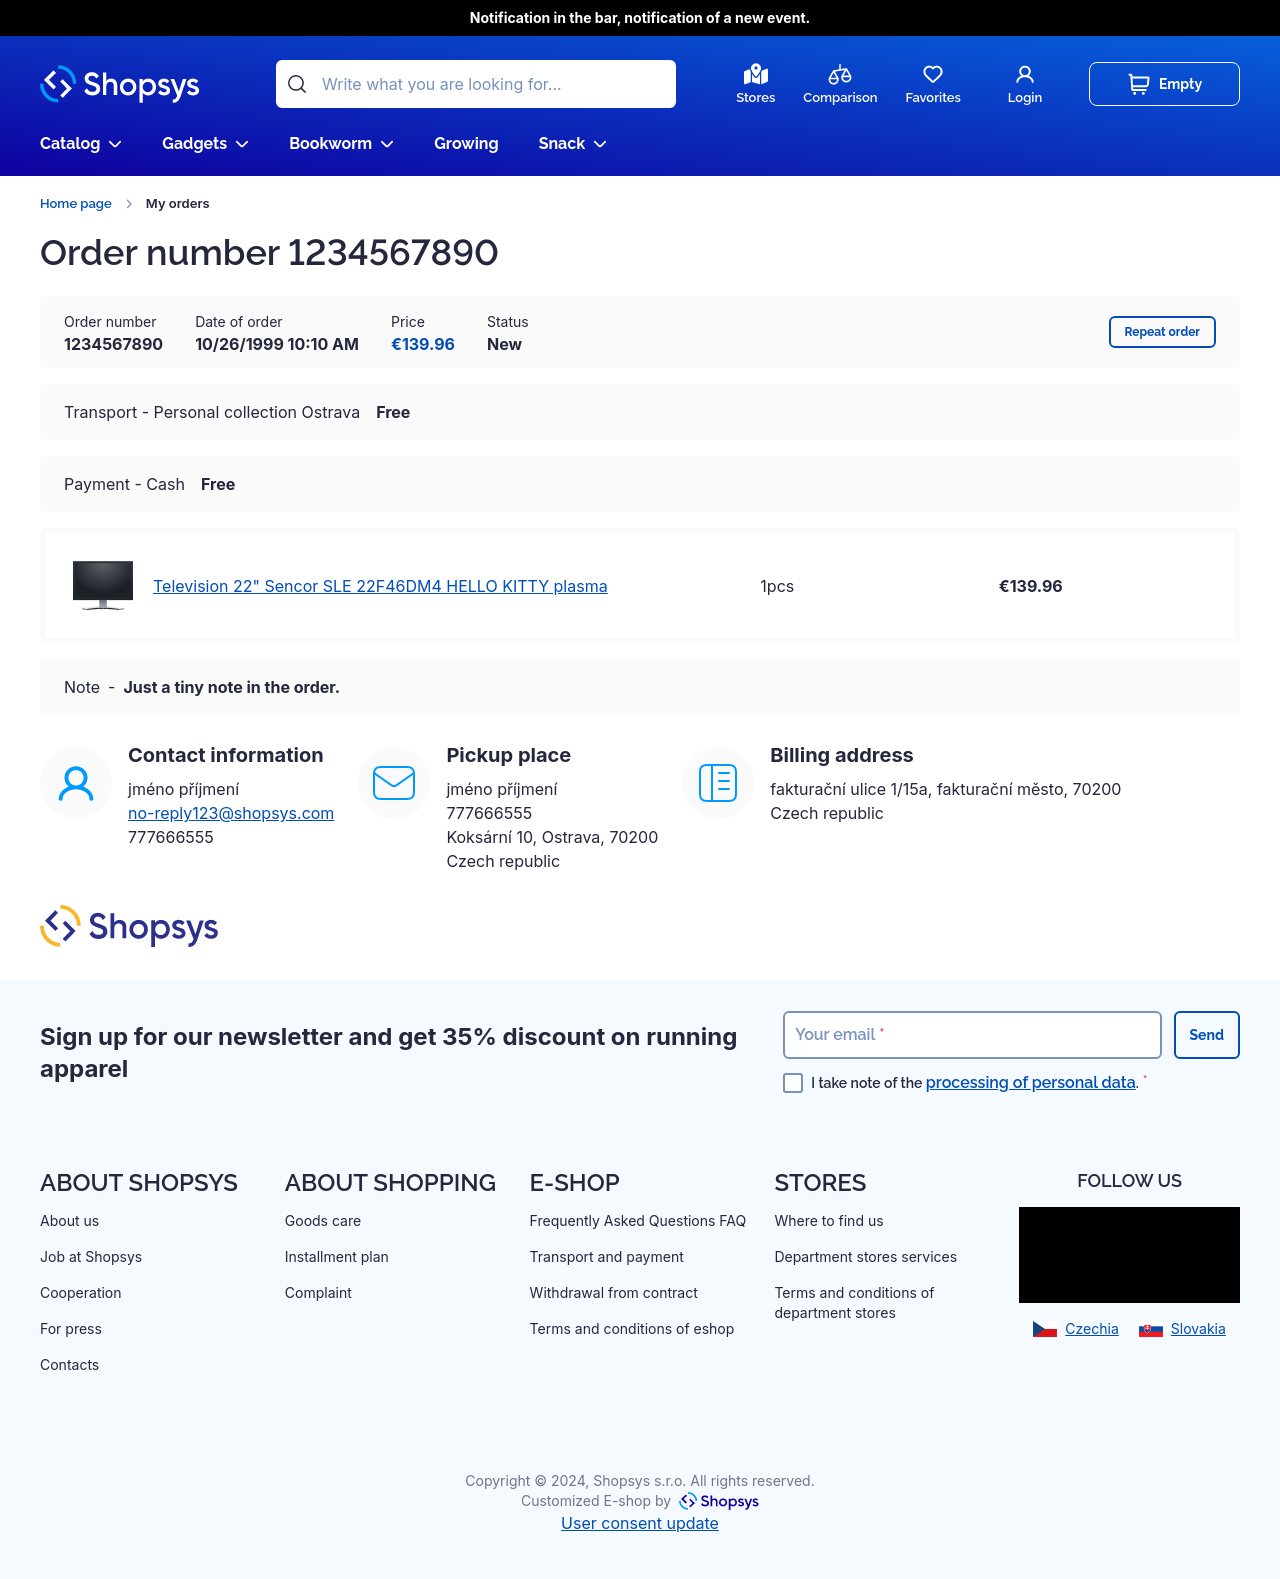 Notification in the bar, notification of a new event.
Shopsys
Write what you are looking for...
Stores
Comparison
Favorites
Login
Empty
Catalog
Gadgets
Bookworm
Growing
Snack
Home page
My orders
Order number 1234567890
Order number
1234567890
Date of order
10/26/1999 10:10 AM
Price
€139.96
Status
New
Repeat order
Transport - Personal collection Ostrava Free
Payment - Cash Free
Television 22" Sencor SLE 22F46DM4 HELLO KITTY plasma
1pcs
€139.96
Note - Just a tiny note in the order.
Contact information
jméno příjmení
no-reply123@shopsys.com
777666555
Pickup place
jméno příjmení
777666555
Koksární 10, Ostrava, 70200
Czech republic
Billing address
fakturační ulice 1/15a, fakturační město, 70200
Czech republic
Shopsys
Sign up for our newsletter and get 35% discount on running
apparel
Your email *
Send
I take note of the processing of personal data. *
ABOUT SHOPSYS
About us
Job at Shopsys
Cooperation
For press
Contacts
ABOUT SHOPPING
Goods care
Installment plan
Complaint
E-SHOP
Frequently Asked Questions FAQ
Transport and payment
Withdrawal from contract
Terms and conditions of eshop
STORES
Where to find us
Department stores services
Terms and conditions of
department stores
FOLLOW US
Czechia
Slovakia
Copyright © 2024, Shopsys s.r.o. All rights reserved.
Customized E-shop by Shopsys
User consent update